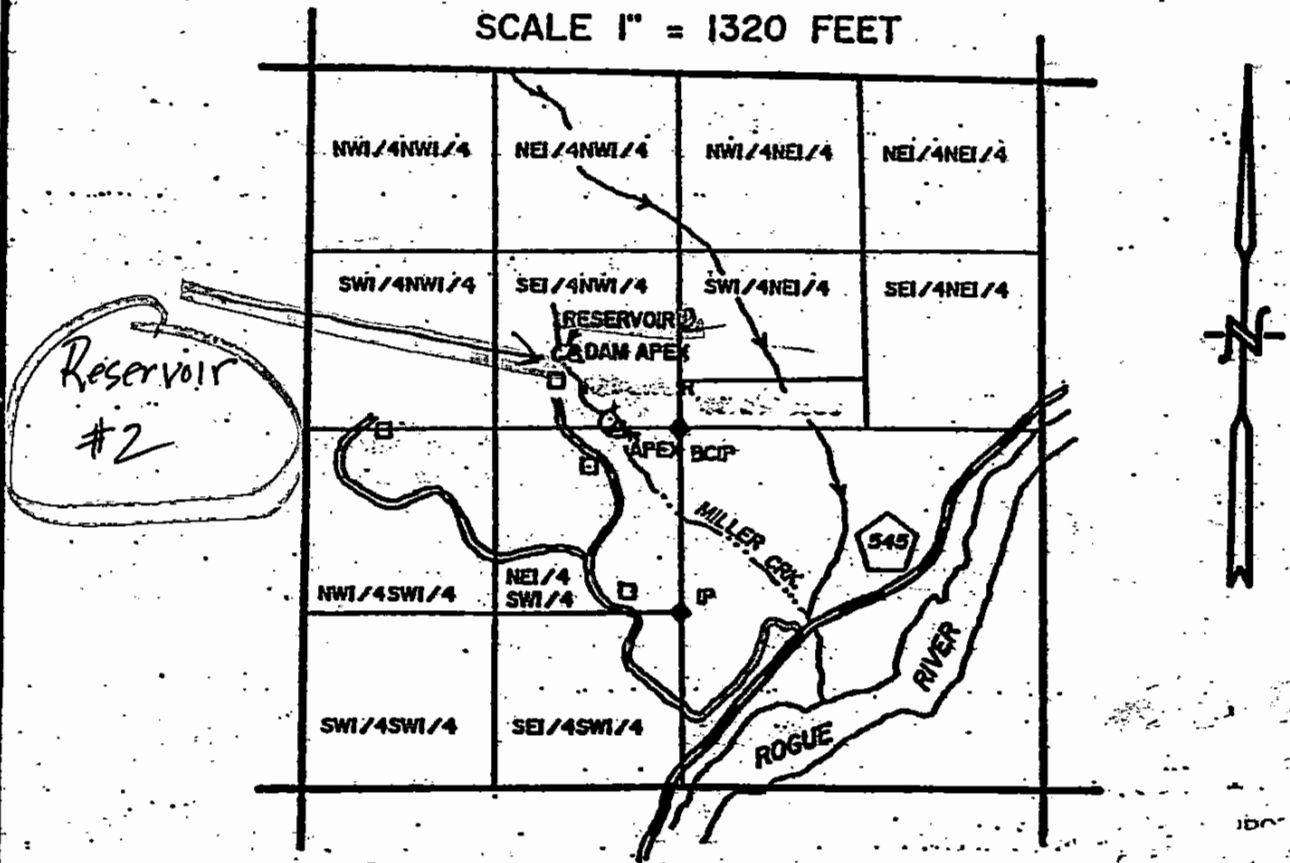 SCALE 1" = 1320 FEET
NW1/4NW1/4
NE1/4NW1/4
NW1/4NE1/4
NE1/4NE1/4
SW1/4NW1/4
SE1/4NW1/4
SW1/4NE1/4
SE1/4NE1/4
RESERVOIR
DAM APEX
Reservoir
#2
APEX
BCIP
MILLER CRK
545
N
NW1/4SW1/4
NE1/4
SW1/4
IP
SW1/4SW1/4
SE1/4SW1/4
ROGUE
RIVER